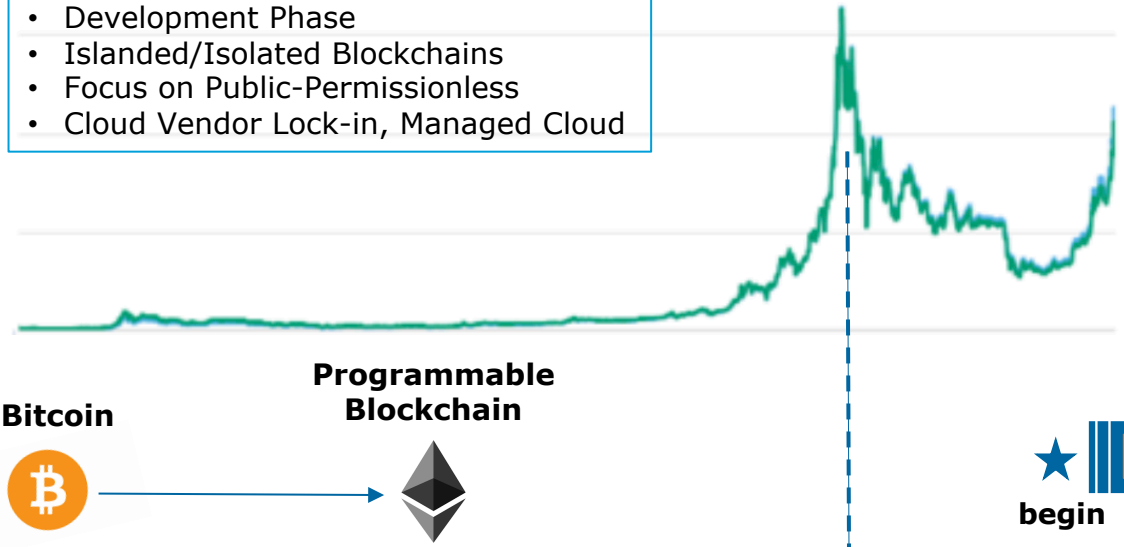 • Development Phase
• Islanded/Isolated Blockchains
• Focus on Public-Permissionless
• Cloud Vendor Lock-in, Managed Cloud
Programmable
Blockchain
Bitcoin
begin